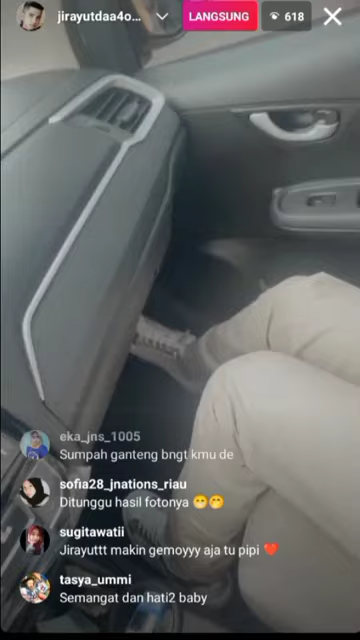 jirayutdaa4o...
LANGSUNG
618
eka_jns_1005
Sumpah ganteng bngt kmu de
sofia28_jnations_riau
Ditunggu hasil fotonya 😁🤭
sugitawatii
Jirayuttt makin gemoyyy aja tu pipi ❤️
tasya_ummi
Semangat dan hati2 baby